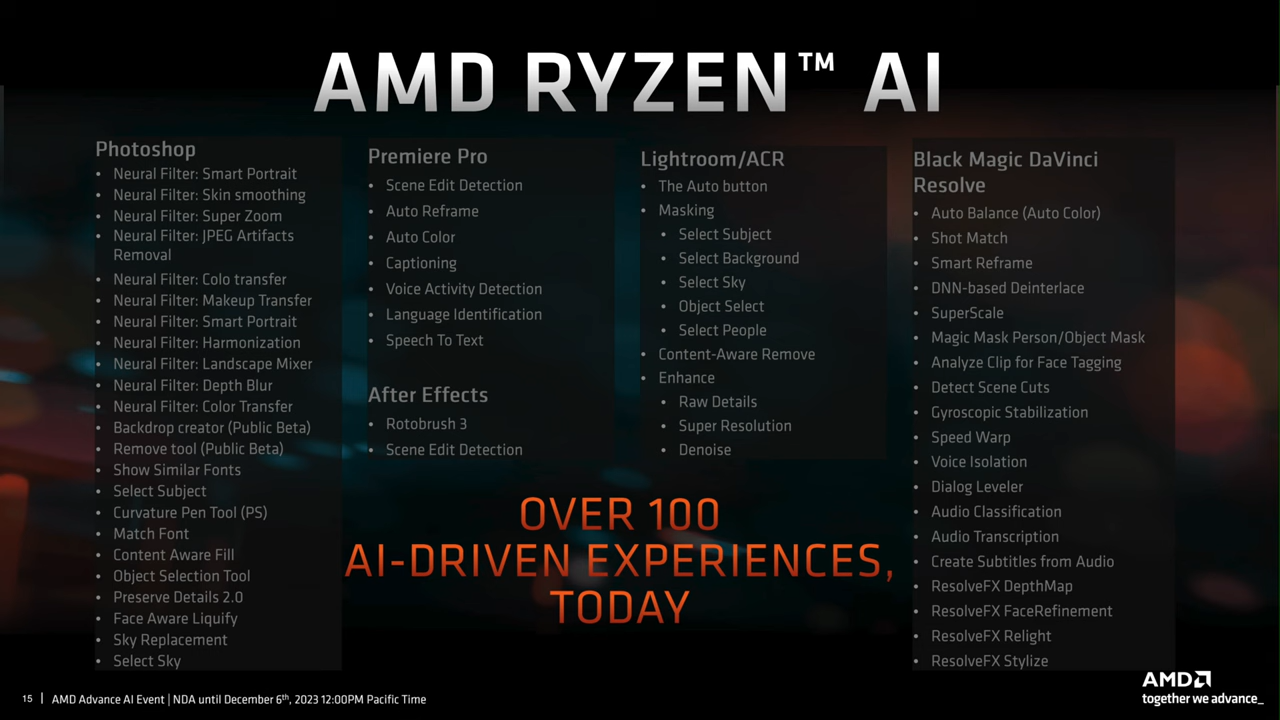 AMD RYZEN™ AI
Photoshop
• Neural Filter: Smart Portrait
• Neural Filter: Skin smoothing
• Neural Filter: Super Zoom
• Neural Filter: JPEG Artifacts
Removal
• Neural Filter: Colo transfer
• Neural Filter: Makeup Transfer
• Neural Filter: Smart Portrait
• Neural Filter: Harmonization
• Neural Filter: Landscape Mixer
• Neural Filter: Depth Blur
• Neural Filter: Color Transfer
• Backdrop creator (Public Beta)
• Remove tool (Public Beta)
• Show Similar Fonts
• Select Subject
• Curvature Pen Tool (PS)
• Match Font
• Content Aware Fill
• Object Selection Tool
• Preserve Details 2.0
• Face Aware Liquify
• Sky Replacement
• Select Sky
Premiere Pro
• Scene Edit Detection
• Auto Reframe
• Auto Color
• Captioning
• Voice Activity Detection
• Language Identification
• Speech To Text
After Effects
• Rotobrush 3
• Scene Edit Detection
Lightroom/ACR
• The Auto button
• Masking
• Select Subject
• Select Background
• Select Sky
• Object Select
• Select People
• Content-Aware Remove
• Enhance
• Raw Details
• Super Resolution
• Denoise
Black Magic DaVinci
Resolve
• Auto Balance (Auto Color)
• Shot Match
• Smart Reframe
• DNN-based Deinterlace
• SuperScale
• Magic Mask Person/Object Mask
• Analyze Clip for Face Tagging
• Detect Scene Cuts
• Gyroscopic Stabilization
• Speed Warp
• Voice Isolation
• Dialog Leveler
• Audio Classification
• Audio Transcription
• Create Subtitles from Audio
• ResolveFX DepthMap
• ResolveFX FaceRefinement
• ResolveFX Relight
• ResolveFX Stylize
OVER 100
AI-DRIVEN EXPERIENCES,
TODAY
15 | AMD Advance AI Event | NDA until December 6th, 2023 12:00PM Pacific Time
AMD
together we advance_